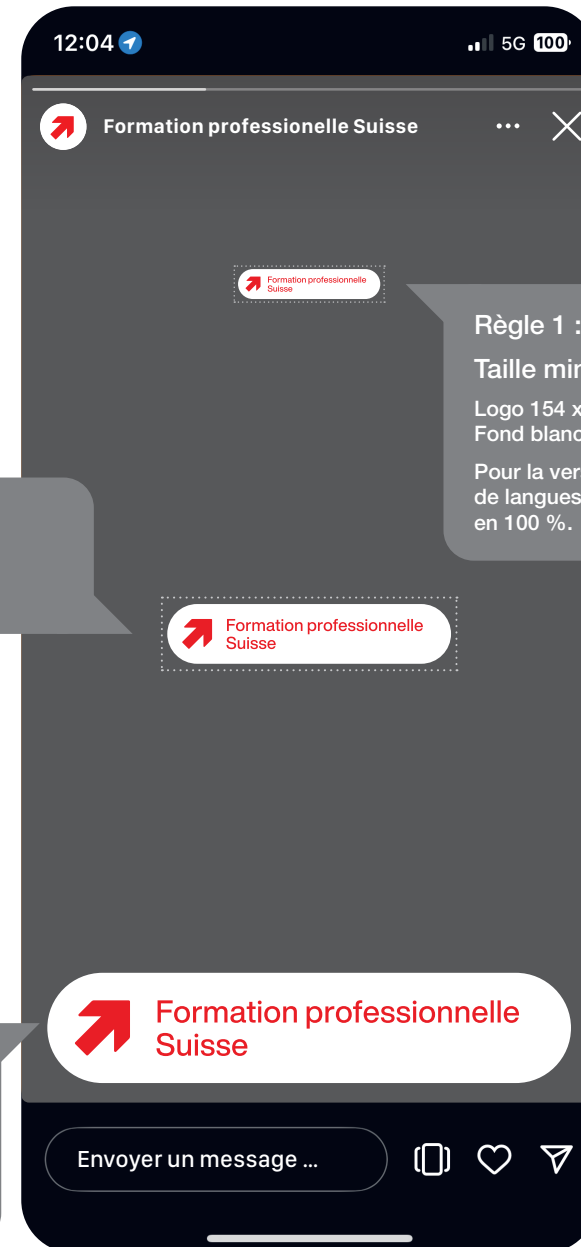 12:04
5G 100
Formation professionelle Suisse
Formation professionnelle
Suisse
Règle 1 :
Taille
Logo 154 x
Fond blanc
Pour la
de langues
en 100 %.
Formation professionnelle
Suisse
Formation professionnelle
Suisse
Envoyer un message ...